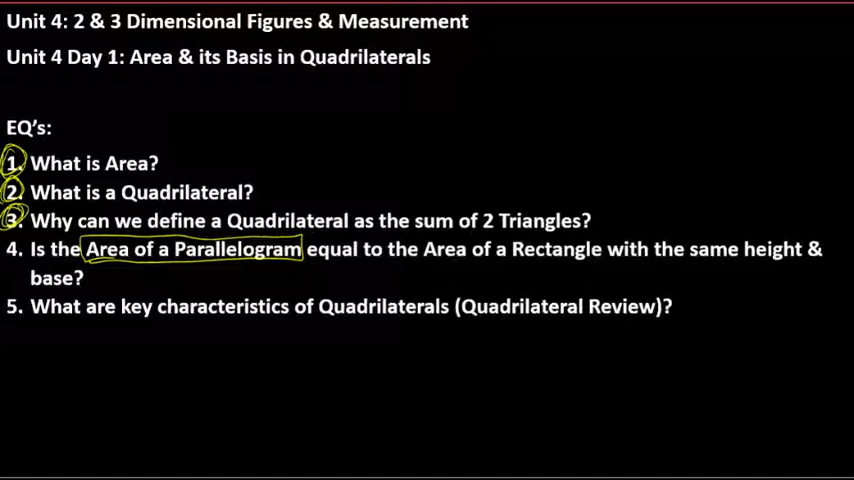 Unit 4: 2 & 3 Dimensional Figures & Measurement
Unit 4 Day 1: Area & its Basis in Quadrilaterals
EQ's:
1. What is Area?
2. What is a Quadrilateral?
3. Why can we define a Quadrilateral as the sum of 2 Triangles?
4. Is the Area of a Parallelogram equal to the Area of a Rectangle with the same height &
base?
5. What are key characteristics of Quadrilaterals (Quadrilateral Review)?